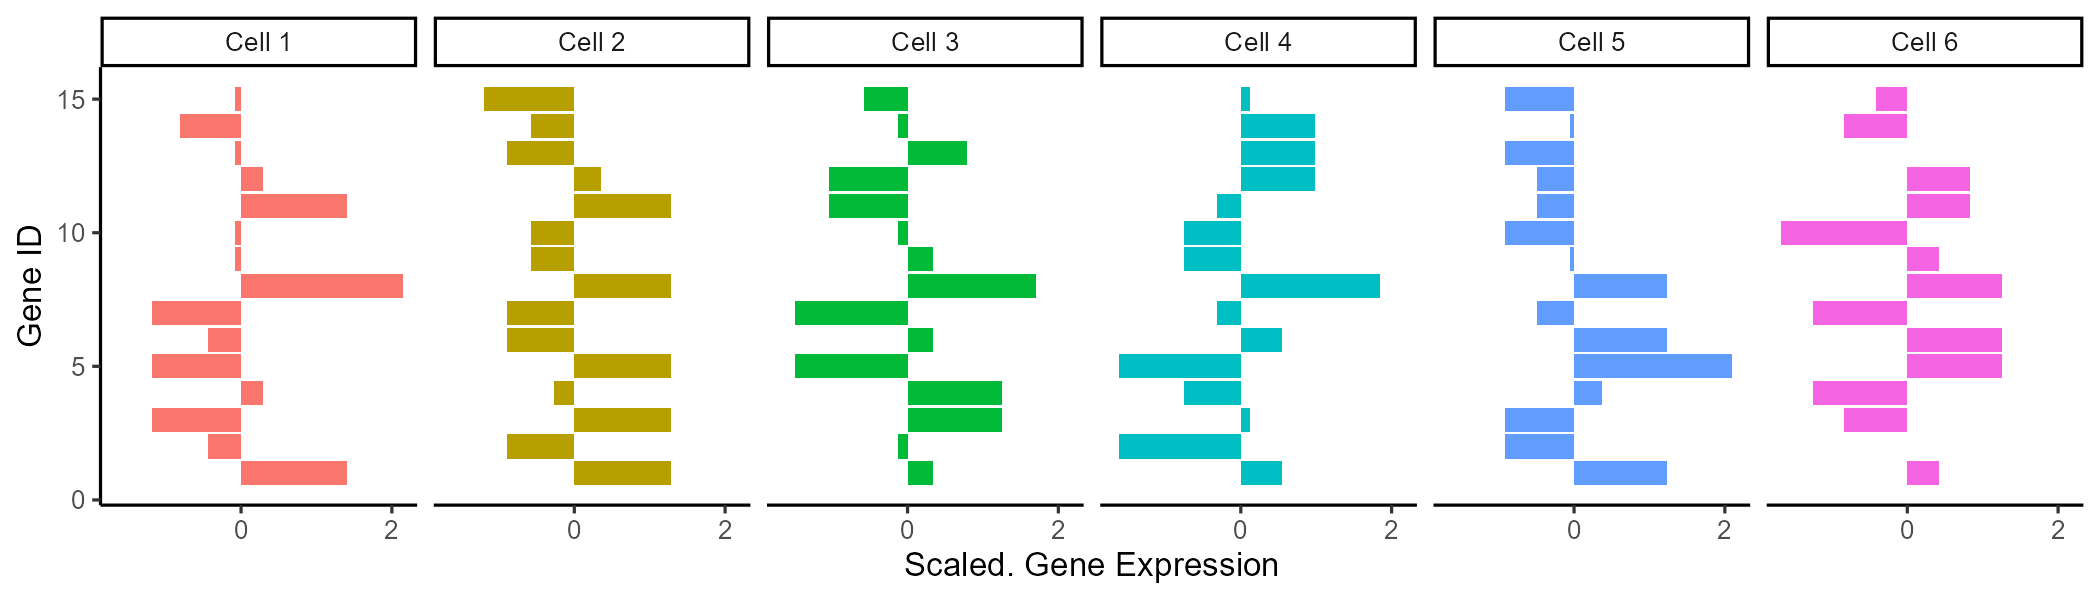 Cell 1 Cell 2 Cell 3 Cell 4 Cell 5 Cell 6
15
10
5
0
Gene ID
0 2 0 2 0 2 0 2 0 2 0 2
Scaled. Gene Expression